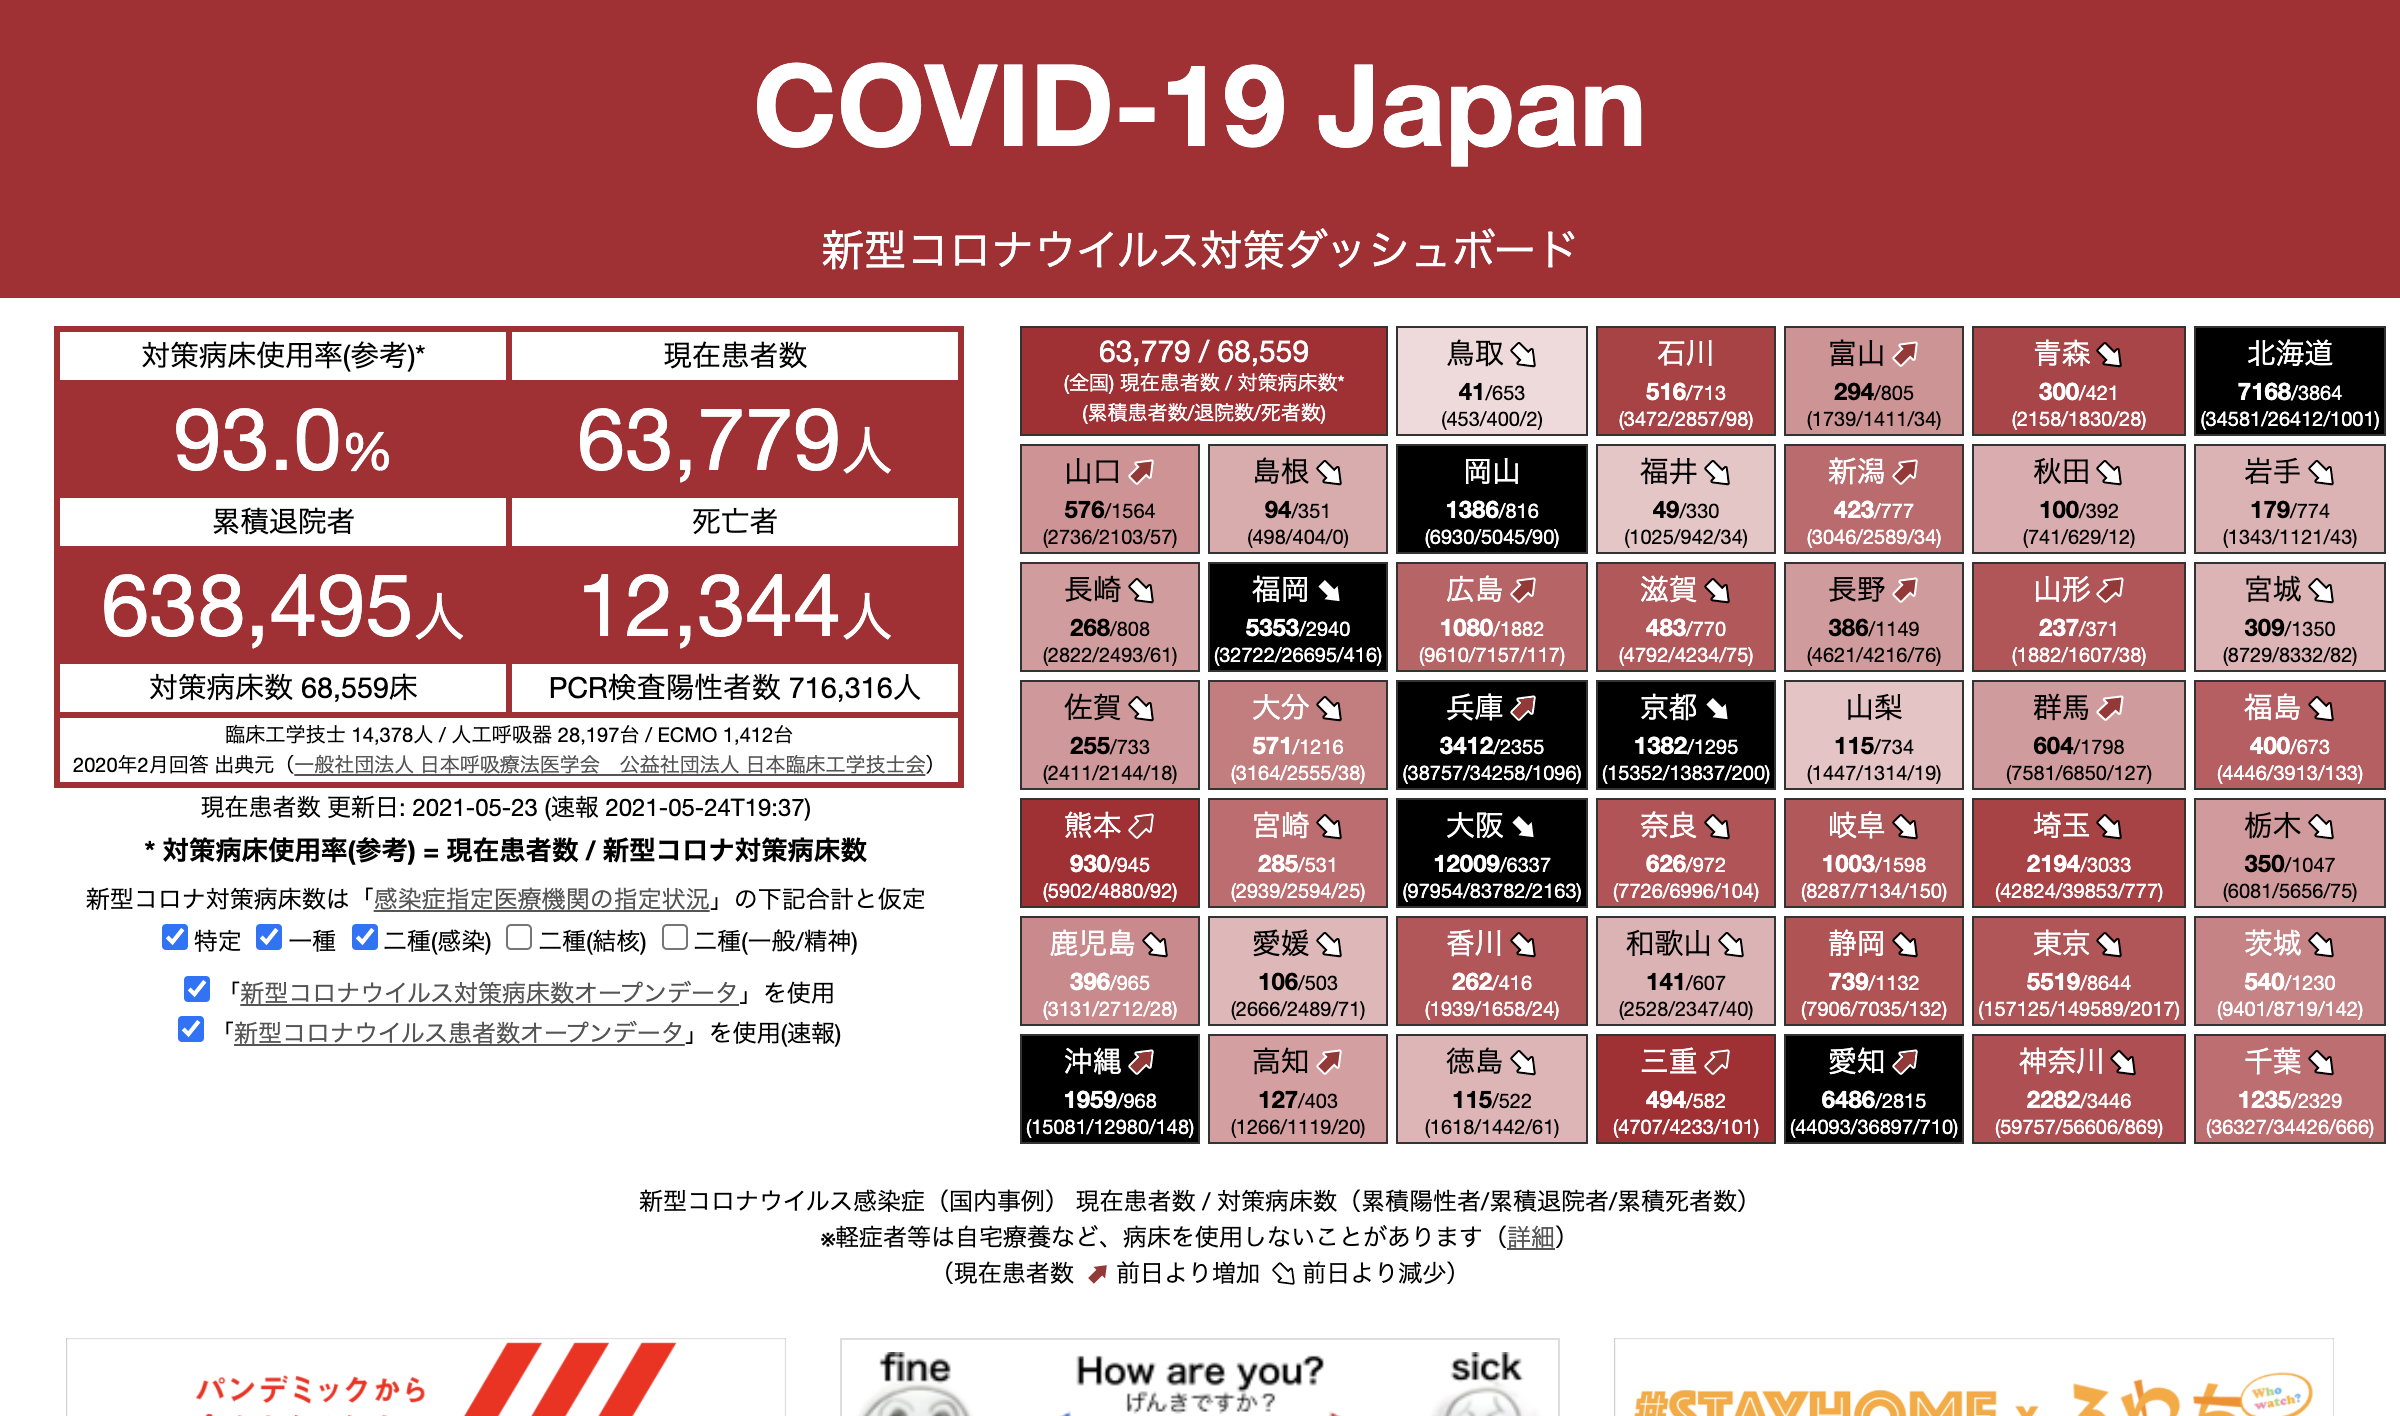 COVID-19 Japan
新型コロナウイルス対策ダッシュボード
対策病床使用率(参考)*
現在患者数
93.0%
63,779人
累積退院者
死亡者
638,495人
12,344人
対策病床数 68,559床
PCR検査陽性者数 716,316人
臨床工学技士 14,378人 / 人工呼吸器 28,197台 / ECMO 1,412台
2020年2月回答 出典元（一般社団法人 日本呼吸療法医学会　公益社団法人 日本臨床工学技士会）
現在患者数 更新日: 2021-05-23 (速報 2021-05-24T19:37)
* 対策病床使用率(参考) = 現在患者数 / 新型コロナ対策病床数
新型コロナ対策病床数は「感染症指定医療機関の指定状況」の下記合計と仮定
特定 一種 二種(感染) 二種(結核) 二種(一般/精神)
「新型コロナウイルス対策病床数オープンデータ」を使用
「新型コロナウイルス患者数オープンデータ」を使用(速報)
63,779 / 68,559
(全国) 現在患者数 / 対策病床数*
(累積患者数/退院数/死者数)
鳥取
41/653
(453/400/2)
石川
516/713
(3472/2857/98)
富山
294/805
(1739/1411/34)
青森
300/421
(2158/1830/28)
北海道
7168/3864
(34581/26412/1001)
山口
576/1564
(2736/2103/57)
島根
94/351
(498/404/0)
岡山
1386/816
(6930/5045/90)
福井
49/330
(1025/942/34)
新潟
423/777
(3046/2589/34)
秋田
100/392
(741/629/12)
岩手
179/774
(1343/1121/43)
長崎
268/808
(2822/2493/61)
福岡
5353/2940
(32722/26695/416)
広島
1080/1882
(9610/7157/117)
滋賀
483/770
(4792/4234/75)
長野
386/1149
(4621/4216/76)
山形
237/371
(1882/1607/38)
宮城
309/1350
(8729/8332/82)
佐賀
255/733
(2411/2144/18)
大分
571/1216
(3164/2555/38)
兵庫
3412/2355
(38757/34258/1096)
京都
1382/1295
(15352/13837/200)
山梨
115/734
(1447/1314/19)
群馬
604/1798
(7581/6850/127)
福島
400/673
(4446/3913/133)
熊本
930/945
(5902/4880/92)
宮崎
285/531
(2939/2594/25)
大阪
12009/6337
(97954/83782/2163)
奈良
626/972
(7726/6996/104)
岐阜
1003/1598
(8287/7134/150)
埼玉
2194/3033
(42824/39853/777)
栃木
350/1047
(6081/5656/75)
鹿児島
396/965
(3131/2712/28)
愛媛
106/503
(2666/2489/71)
香川
262/416
(1939/1658/24)
和歌山
141/607
(2528/2347/40)
静岡
739/1132
(7906/7035/132)
東京
5519/8644
(157125/149589/2017)
茨城
540/1230
(9401/8719/142)
沖縄
1959/968
(15081/12980/148)
高知
127/403
(1266/1119/20)
徳島
115/522
(1618/1442/61)
三重
494/582
(4707/4233/101)
愛知
6486/2815
(44093/36897/710)
神奈川
2282/3446
(59757/56606/869)
千葉
1235/2329
(36327/34426/666)
新型コロナウイルス感染症（国内事例） 現在患者数 / 対策病床数（累積陽性者/累積退院者/累積死者数）
※軽症者等は自宅療養など、病床を使用しないことがあります（詳細）
（現在患者数 前日より増加 前日より減少）
パンデミックから
fine
How are you?
sick
げんきですか？
#STAYHOME x
Who watch?